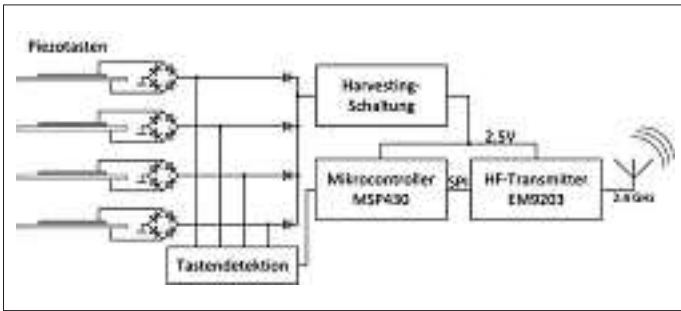 Piezotasten
Harvesting-
Schaltung
2.5V
Mikrocontroller
MSP430
SPI
HF-Transmitter
EM9203
2.4 GHz
Tastendetektion